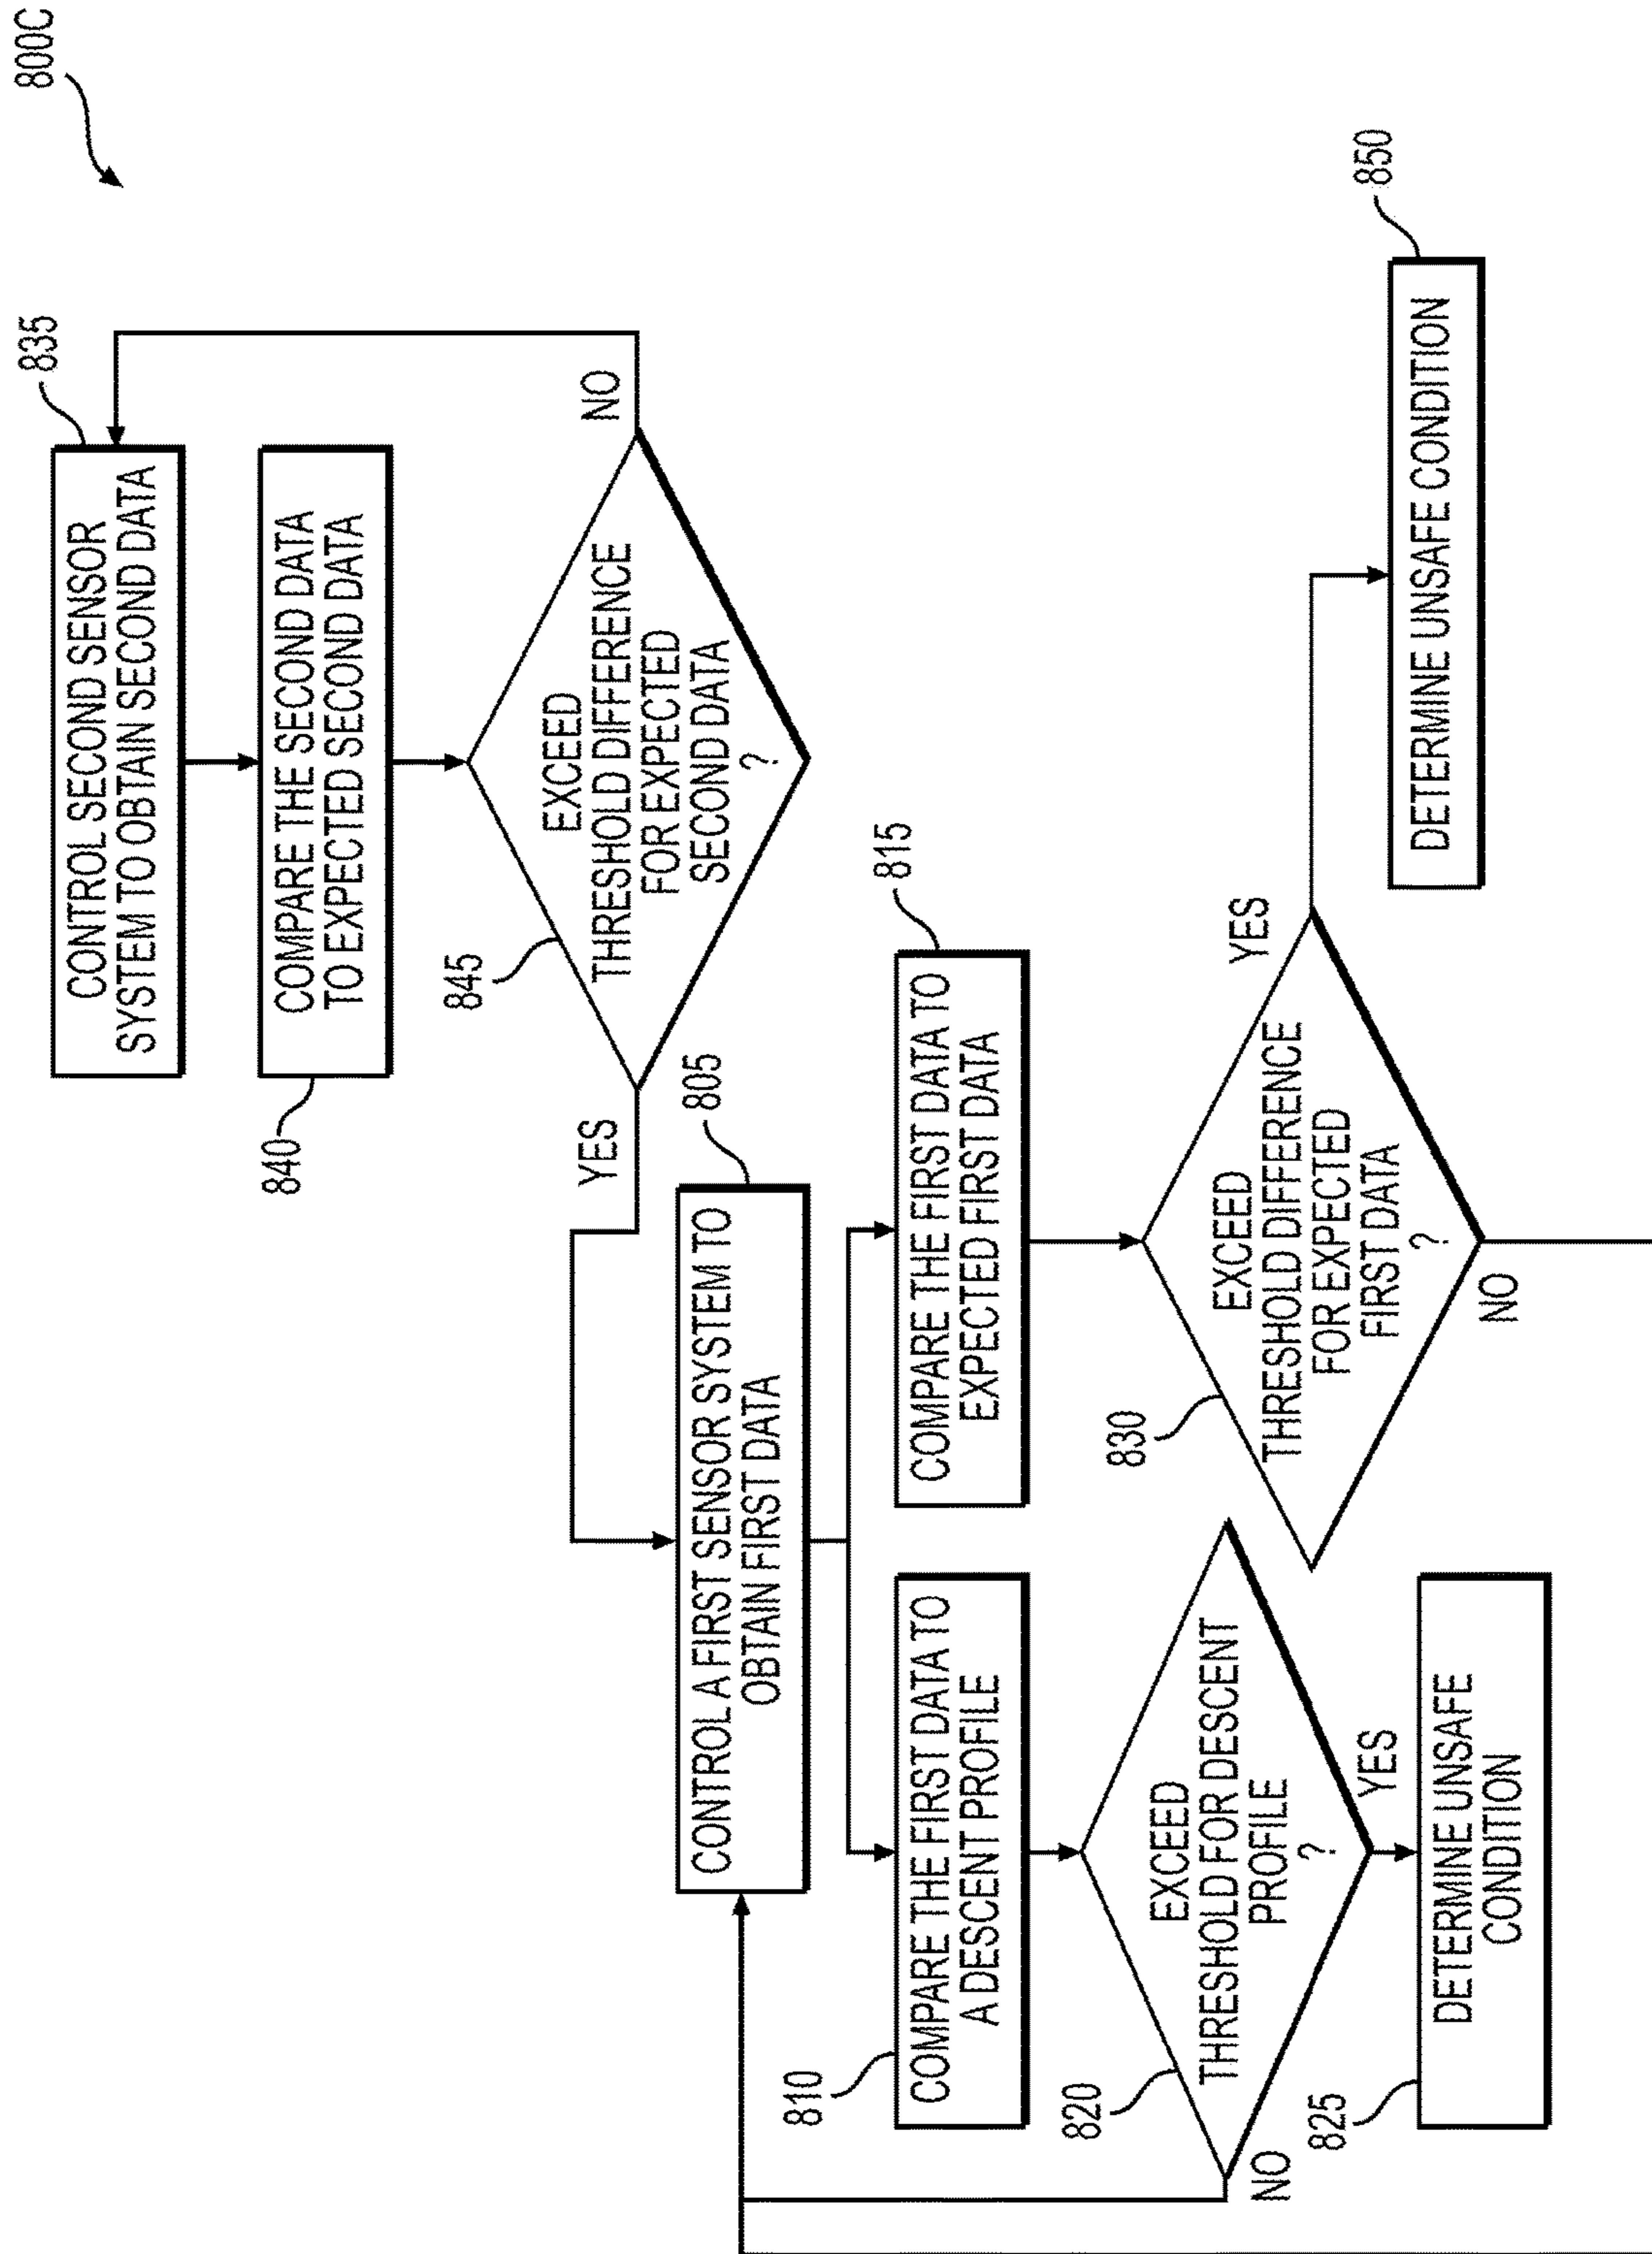 800C
835
CONTROL SECOND SENSOR
SYSTEM TO OBTAIN SECOND DATA
840
COMPARE THE SECOND DATA
TO EXPECTED SECOND DATA
845
EXCEED
THRESHOLD DIFFERENCE
FOR EXPECTED
SECOND DATA
?
NO
YES
805
CONTROL A FIRST SENSOR SYSTEM TO
OBTAIN FIRST DATA
810
COMPARE THE FIRST DATA TO
A DESCENT PROFILE
815
COMPARE THE FIRST DATA TO
EXPECTED FIRST DATA
820
EXCEED
THRESHOLD FOR DESCENT
PROFILE
?
NO
YES
825
DETERMINE UNSAFE
CONDITION
830
EXCEED
THRESHOLD DIFFERENCE
FOR EXPECTED
FIRST DATA
?
YES
NO
850
DETERMINE UNSAFE CONDITION